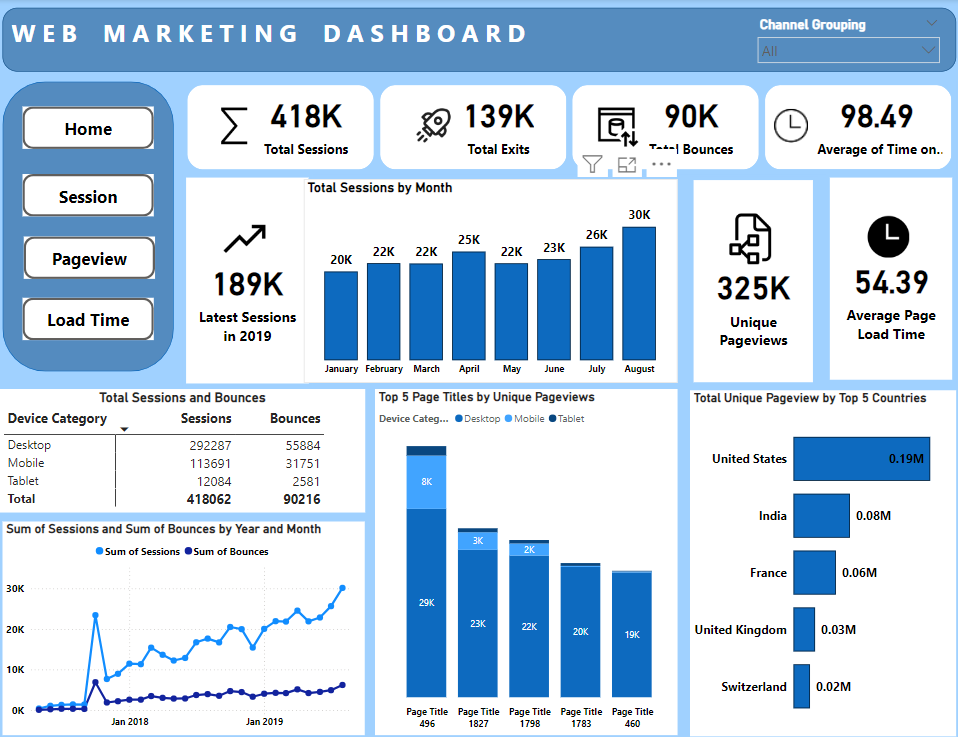 WEB MARKETING DASHBOARD
Channel Grouping
All
Home
Session
Pageview
Load Time
418K
Total Sessions
139K
Total Exits
90K
Total Bounces
98.49
Average of Time on..
189K
Latest Sessions
in 2019
Total Sessions by Month
20K
22K
22K
25K
22K
23K
26K
30K
January February March April May June July August
325K
Unique
Pageviews
54.39
Average Page
Load Time
Total Sessions and Bounces
Device Category Sessions Bounces
Desktop 292287 55884
Mobile 113691 31751
Tablet 12084 2581
Total 418062 90216
Sum of Sessions and Sum of Bounces by Year and Month
Sum of Sessions Sum of Bounces
30K
20K
10K
0K
Jan 2018 Jan 2019
Top 5 Page Titles by Unique Pageviews
Device Categ... Desktop Mobile Tablet
8K
29K
3K
23K
2K
22K
20K
19K
Page Title
496
Page Title
1827
Page Title
1798
Page Title
1783
Page Title
460
Total Unique Pageview by Top 5 Countries
United States 0.19M
India 0.08M
France 0.06M
United Kingdom 0.03M
Switzerland 0.02M